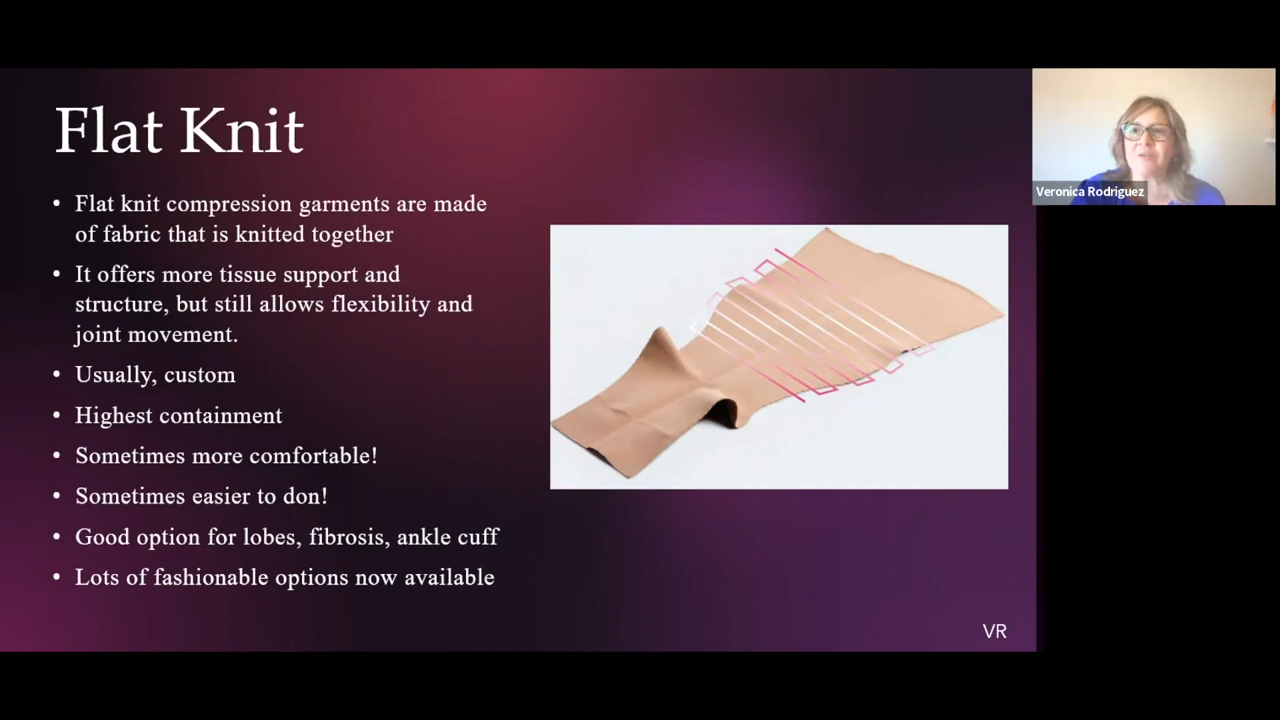 Flat Knit
• Flat knit compression garments are made
of fabric that is knitted together
• It offers more tissue support and
structure, but still allows flexibility and
joint movement.
• Usually, custom
• Highest containment
• Sometimes more comfortable!
• Sometimes easier to don!
• Good option for lobes, fibrosis, ankle cuff
• Lots of fashionable options now available
VR
Veronica Rodriguez